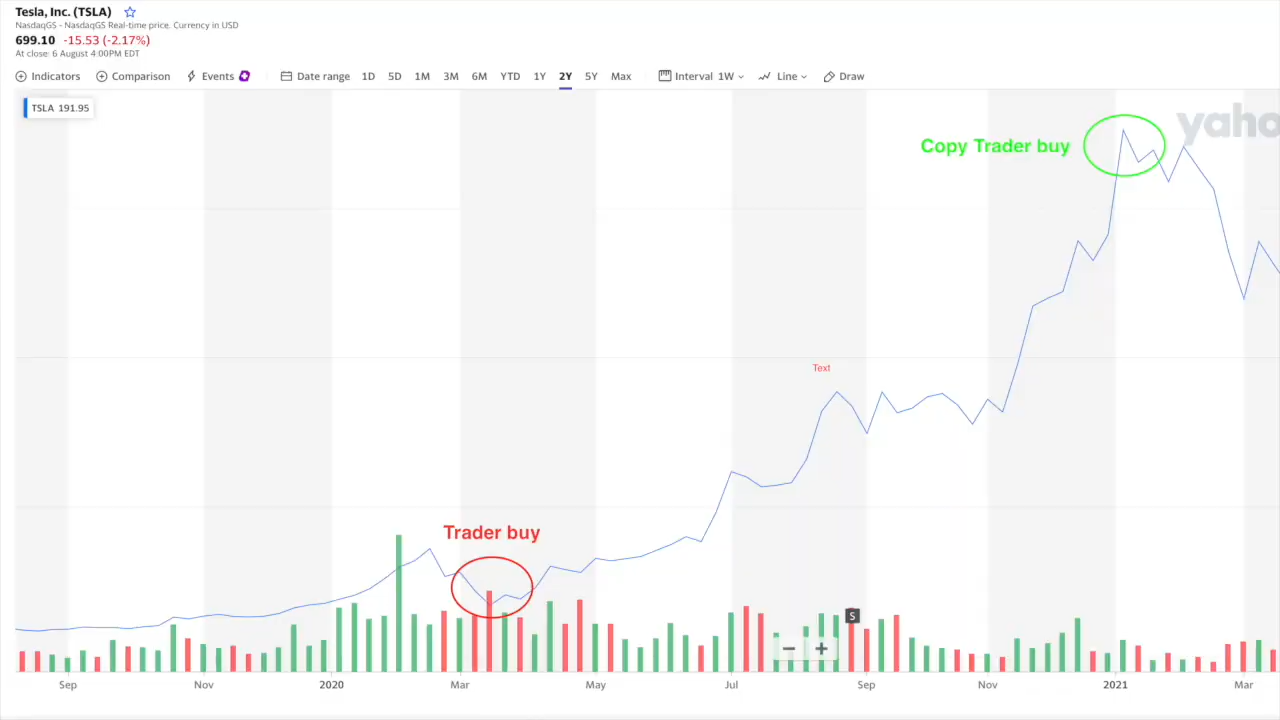 Tesla, Inc. (TSLA)
NasdaqGS - NasdaqGS Real-time price. Currency in USD
699.10 -15.53 (-2.17%)
At close: 6 August 4:00PM EDT
Indicators Comparison Events Date range 1D 5D 1M 3M 6M YTD 1Y 2Y 5Y Max Interval 1W Line Draw
TSLA 191.95
yaho
Copy Trader buy
Text
Trader buy
S
Sep Nov 2020 Mar May Jul Sep Nov 2021 Mar